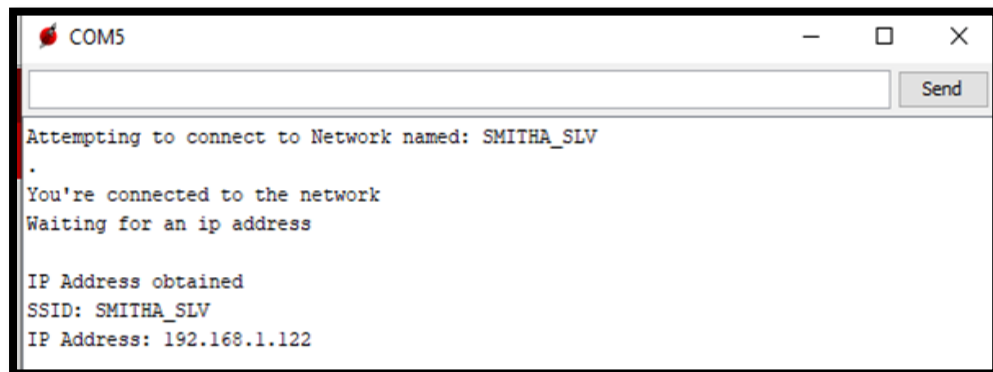 COM5
Send
Attempting to connect to Network named: SMITHA_SLV
.
You're connected to the network
Waiting for an ip address
IP Address obtained
SSID: SMITHA_SLV
IP Address: 192.168.1.122